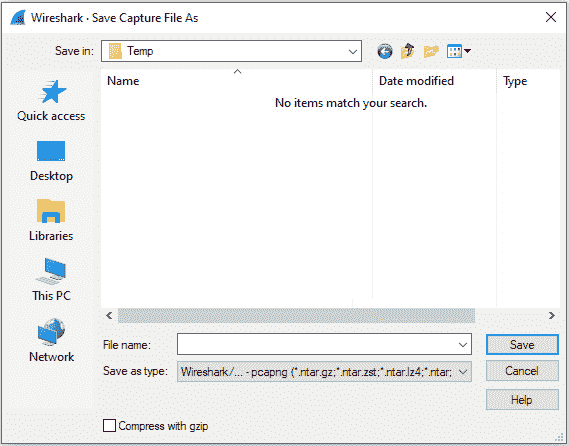 Wireshark · Save Capture File As
Save in: Temp
Name Date modified Type
No items match your search.
Quick access
Desktop
Libraries
This PC
Network
File name: Save
Save as type: Wireshark/... - pcapng (*.ntar.gz;*.ntar.zst;*.ntar.lz4;*.ntar; Cancel
Help
Compress with gzip